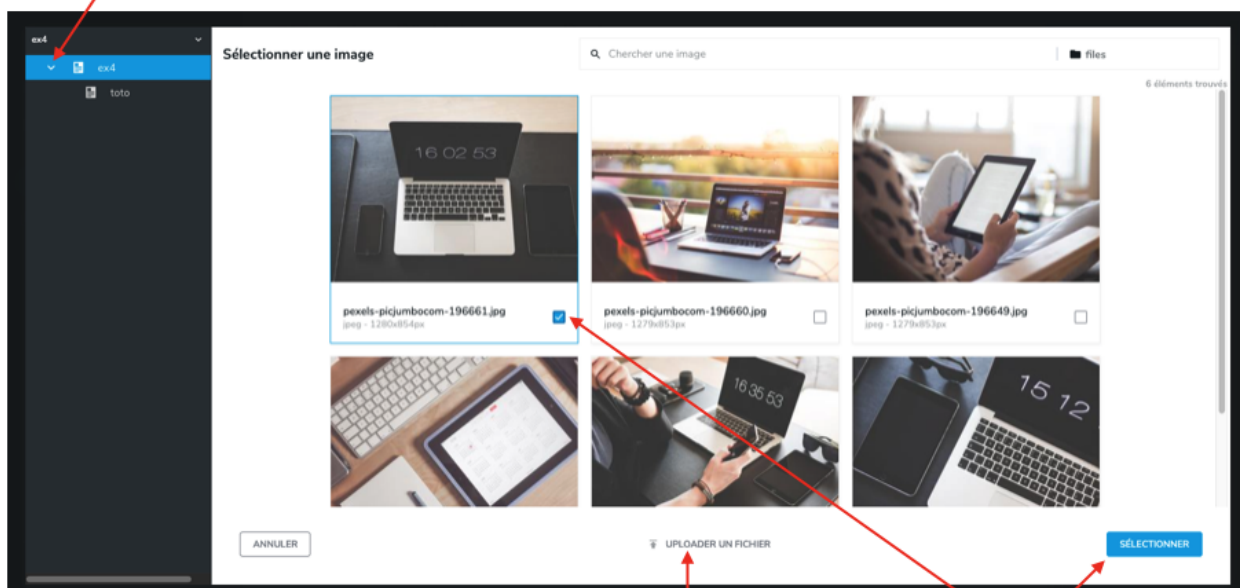 ex4
ex4
toto
Sélectionner une image
Chercher une image
files
6 éléments trouvés
16 02 53
pexels-picjumbocom-196661.jpg
jpeg - 1280x854px
pexels-picjumbocom-196660.jpg
jpeg - 1279x853px
pexels-picjumbocom-196649.jpg
jpeg - 1279x853px
16 35 53
15 12
ANNULER
UPLOADER UN FICHIER
SÉLECTIONNER